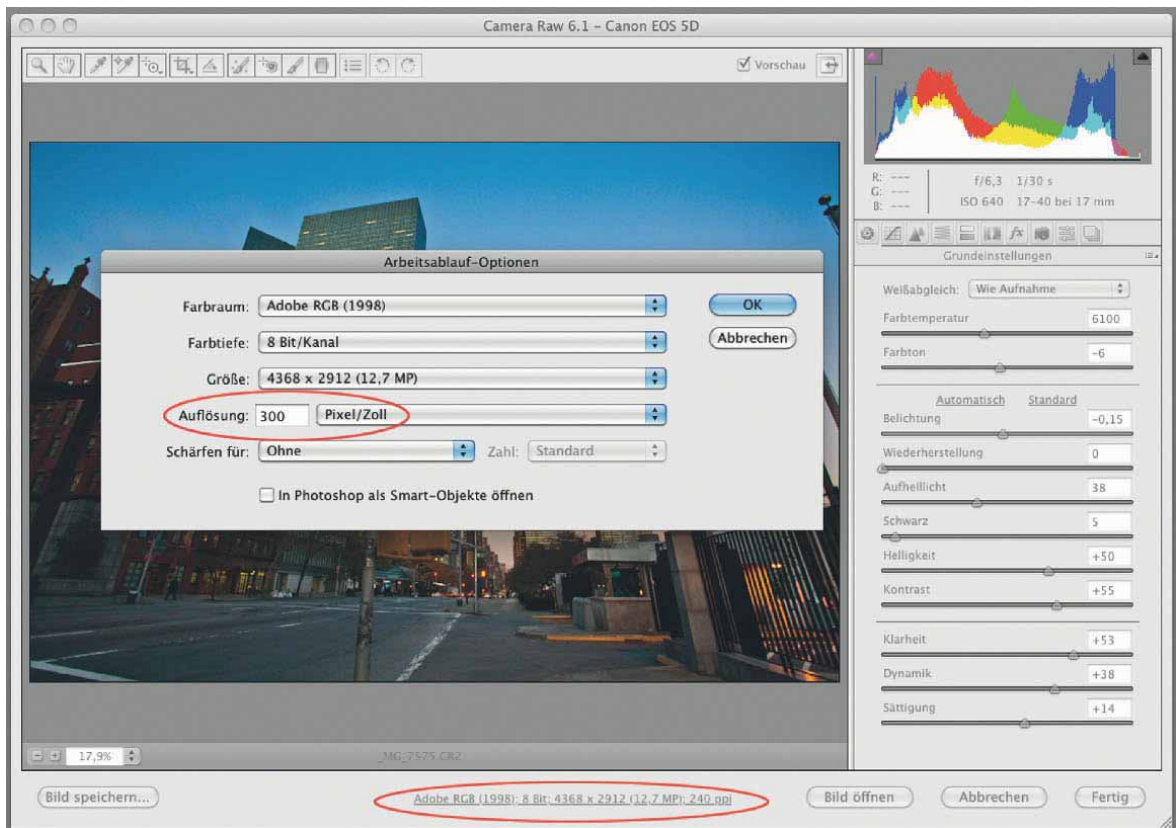 Camera Raw 6.1 – Canon EOS 5D
Vorschau
R: ---
G: ---
B: ---
f/6,3 1/30 s
ISO 640 17-40 bei 17 mm
Grundeinstellungen
Weißabgleich: Wie Aufnahme
Farbtemperatur 6100
Farbton -6
Automatisch Standard
Belichtung -0,15
Wiederherstellung 0
Aufhelllicht 38
Schwarz 5
Helligkeit +50
Kontrast +55
Klarheit +53
Dynamik +38
Sättigung +14
Arbeitsablauf-Optionen
Farbraum: Adobe RGB (1998)
Farbtiefe: 8 Bit/Kanal
Größe: 4368 x 2912 (12,7 MP)
Auflösung: 300 Pixel/Zoll
Schärfen für: Ohne Zahl: Standard
In Photoshop als Smart-Objekte öffnen
OK
Abbrechen
17,9%
_MG_7575.CR2
Bild speichern...
Adobe RGB (1998); 8 Bit; 4368 x 2912 (12,7 MP); 240 ppi
Bild öffnen
Abbrechen
Fertig